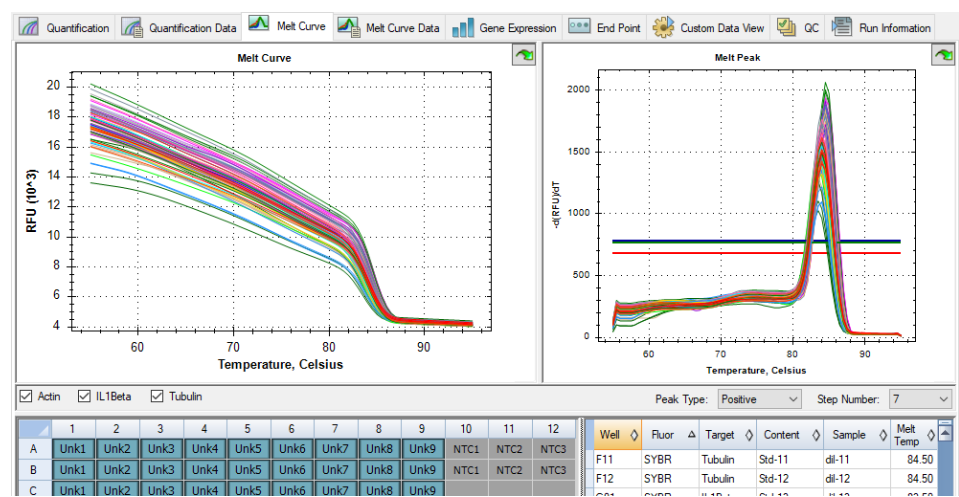 Quantification Quantification Data Melt Curve Melt Curve Data Gene Expression End Point Custom Data View QC Run Infomation
Melt Curve
20
18
16
14
12
10
8
6
4
RFU (10^3)
60 70 80 90
Temperature, Celsius
Melt Peak
2000
1500
1000
500
0
-d(RFU)/dT
60 70 80 90
Temperature, Celsius
Actin IL1Beta Tubulin
Peak Type: Positive Step Number: 7
1 2 3 4 5 6 7 8 9 10 11 12
A Unk1 Unk2 Unk3 Unk4 Unk5 Unk6 Unk7 Unk8 Unk9 NTC1 NTC2 NTC3
B Unk1 Unk2 Unk3 Unk4 Unk5 Unk6 Unk7 Unk8 Unk9 NTC1 NTC2 NTC3
C Unk1 Unk2 Unk3 Unk4 Unk5 Unk6 Unk7 Unk8 Unk9
Well Fluor Target Content Sample Melt Temp
F11 SYBR Tubulin Std-11 dil-11 84.50
F12 SYBR Tubulin Std-12 dil-12 84.50